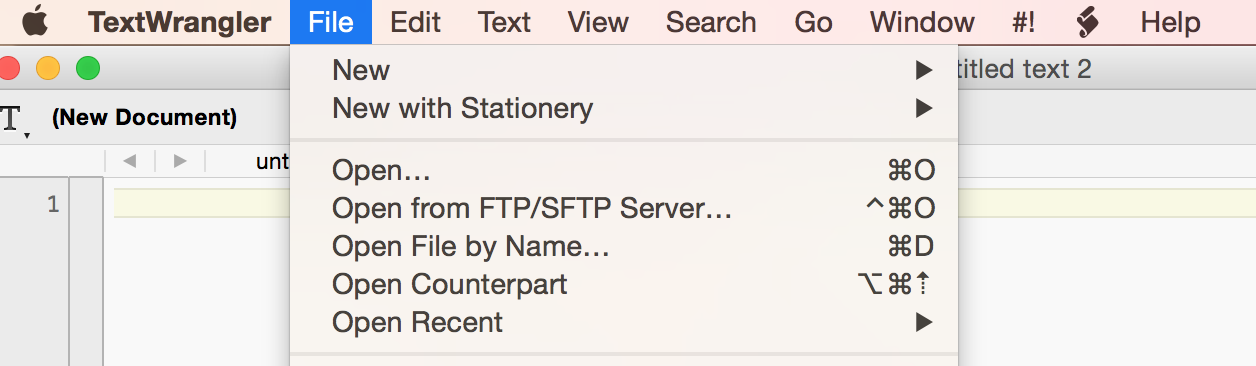 TextWrangler File Edit Text View Search Go Window #! Help
New
titled text 2
New with Stationery
(New Document)
unt
Open… ⌘O
1
Open from FTP/SFTP Server… ^⌘O
Open File by Name… ⌘D
Open Counterpart ⌥⌘⇡
Open Recent